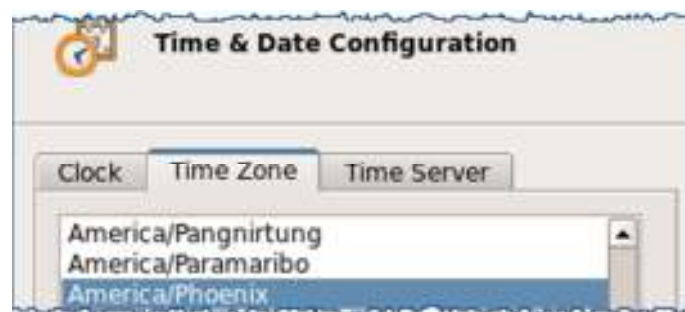 Time & Date Configuration
Clock Time Zone Time Server
America/Pangnirtung
America/Paramaribo
America/Phoenix